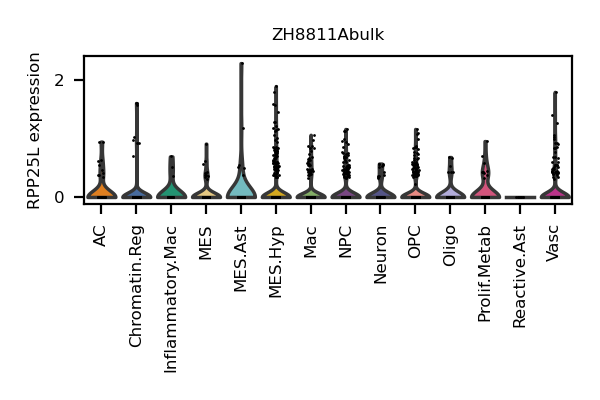 ZH8811Abulk
RPP25L expression
2
0
AC
Chromatin.Reg
Inflammatory.Mac
MES
MES.Ast
MES.Hyp
Mac
NPC
Neuron
OPC
Oligo
Prolif.Metab
Reactive.Ast
Vasc